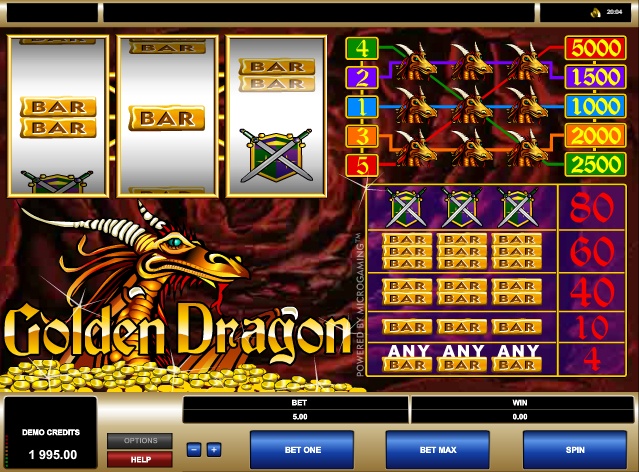 20:04
BAR
BAR
BAR
BAR
BAR
BAR
BAR
4
2
1
3
5
5000
1500
1000
2000
2500
80
BAR BAR BAR
BAR BAR BAR
BAR BAR BAR
60
BAR BAR BAR
BAR BAR BAR
40
BAR BAR BAR
10
ANY ANY ANY
BAR BAR BAR
4
POWERED BY MICROGAMING™
Golden Dragon
BET
5.00
WIN
0.00
DEMO CREDITS
1 995.00
OPTIONS
HELP
BET ONE
BET MAX
SPIN